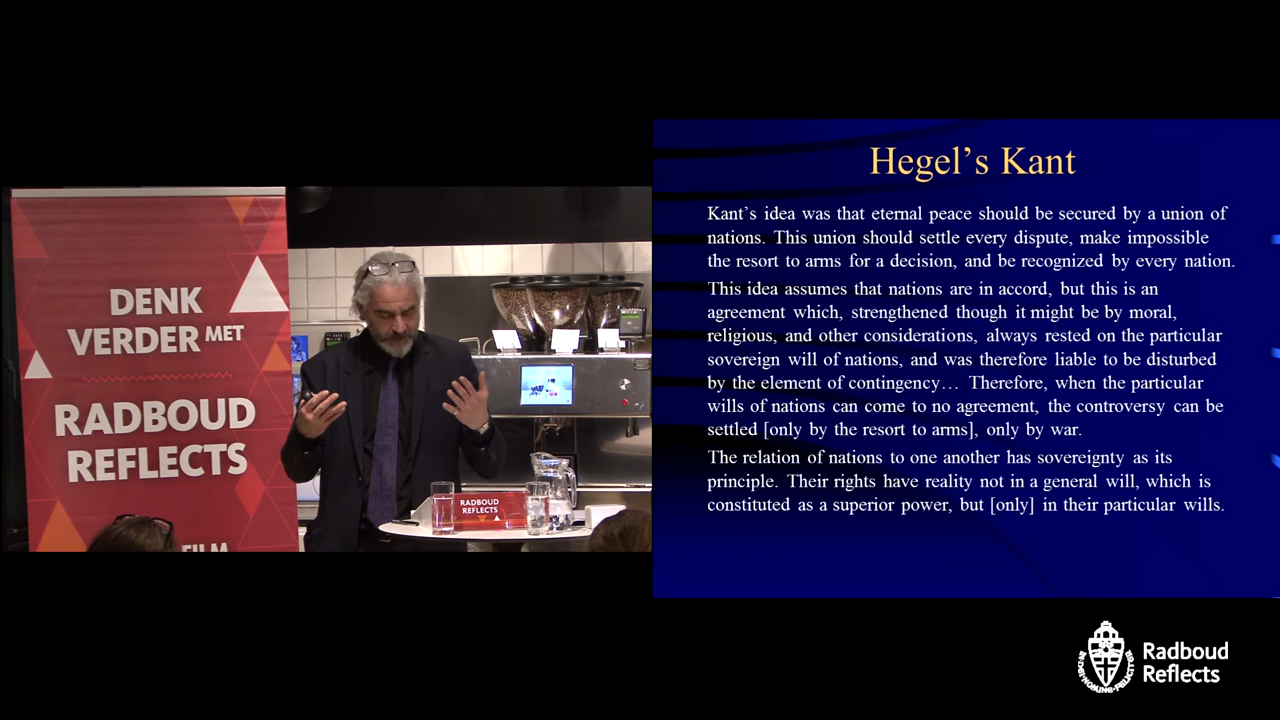 DENK
VERDER MET
RADBOUD
REFLECTS
FILM
RADBOUD
REFLECTS
Hegel’s Kant
Kant’s idea was that eternal peace should be secured by a union of
nations. This union should settle every dispute, make impossible
the resort to arms for a decision, and be recognized by every nation.
This idea assumes that nations are in accord, but this is an
agreement which, strengthened though it might be by moral,
religious, and other considerations, always rested on the particular
sovereign will of nations, and was therefore liable to be disturbed
by the element of contingency… Therefore, when the particular
wills of nations can come to no agreement, the controversy can be
settled [only by the resort to arms], only by war.
The relation of nations to one another has sovereignty as its
principle. Their rights have reality not in a general will, which is
constituted as a superior power, but [only] in their particular wills.
Radboud
Reflects